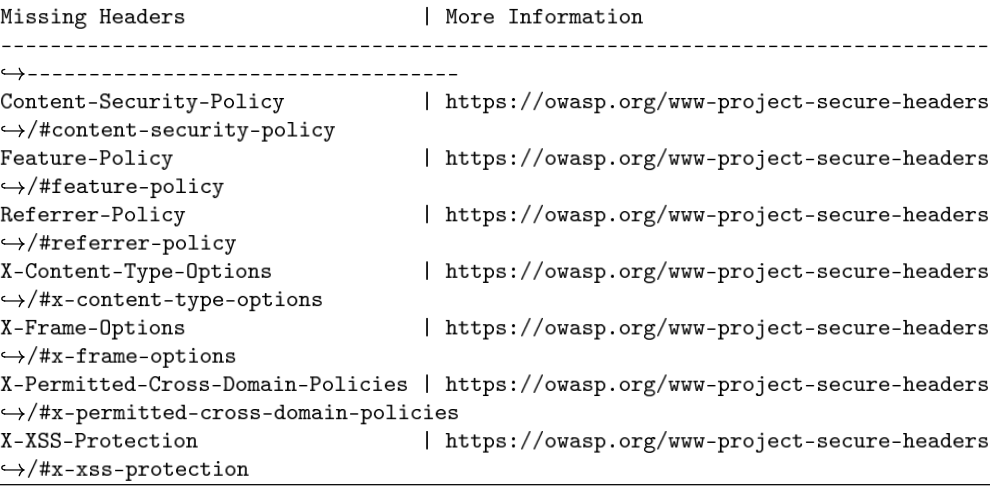 Missing Headers                  | More Information
--------------------------------------------------------------------------------
↪-----------------------------------
Content-Security-Policy           | https://owasp.org/www-project-secure-headers
↪/#content-security-policy
Feature-Policy                    | https://owasp.org/www-project-secure-headers
↪/#feature-policy
Referrer-Policy                   | https://owasp.org/www-project-secure-headers
↪/#referrer-policy
X-Content-Type-Options            | https://owasp.org/www-project-secure-headers
↪/#x-content-type-options
X-Frame-Options                   | https://owasp.org/www-project-secure-headers
↪/#x-frame-options
X-Permitted-Cross-Domain-Policies | https://owasp.org/www-project-secure-headers
↪/#x-permitted-cross-domain-policies
X-XSS-Protection                  | https://owasp.org/www-project-secure-headers
↪/#x-xss-protection